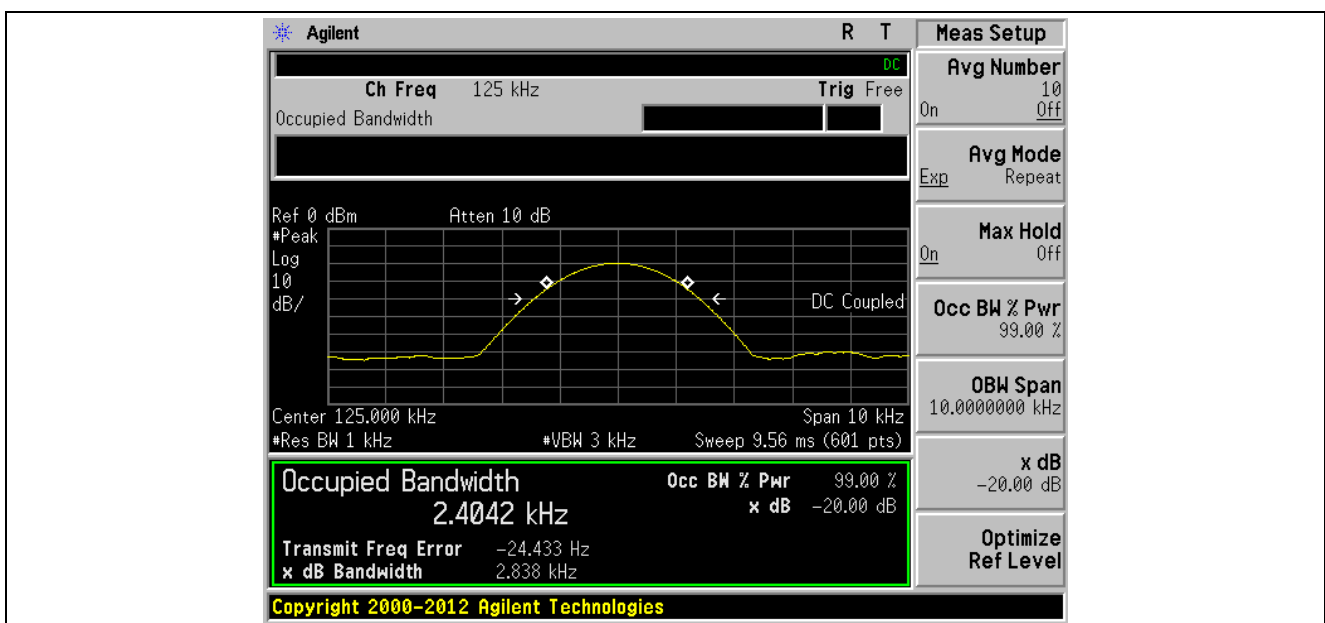 Agilent R T
DC
Ch Freq 125 kHz Trig Free
Occupied Bandwidth
Ref 0 dBm Atten 10 dB
#Peak
Log
10
dB/
DC Coupled
Center 125.000 kHz Span 10 kHz
#Res BW 1 kHz #VBW 3 kHz Sweep 9.56 ms (601 pts)
Occupied Bandwidth
2.4042 kHz
Occ BW % Pwr 99.00 %
x dB -20.00 dB
Transmit Freq Error -24.433 Hz
x dB Bandwidth 2.838 kHz
Copyright 2000-2012 Agilent Technologies
Meas Setup
Avg Number
10
On Off
Avg Mode
Exp Repeat
Max Hold
On Off
Occ BW % Pwr
99.00 %
OBW Span
10.0000000 kHz
x dB
-20.00 dB
Optimize
Ref Level